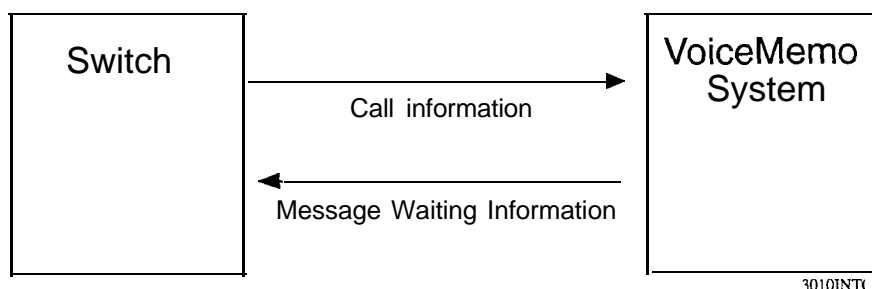 Switch
VoiceMemo
System
Call information
Message Waiting Information